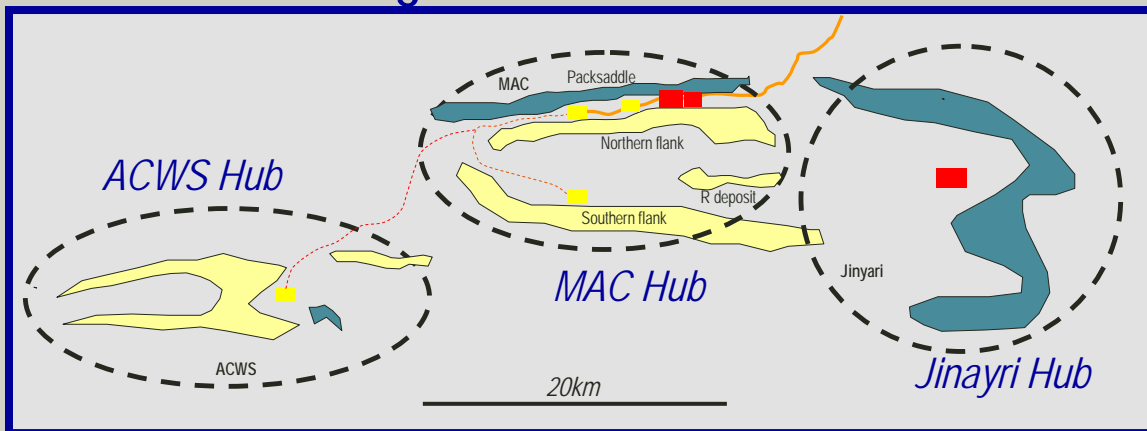 MAC
Packsaddle
Northern flank
ACWS Hub
R deposit
Southern flank
Jinyari
MAC Hub
ACWS
Jinayri Hub
20km